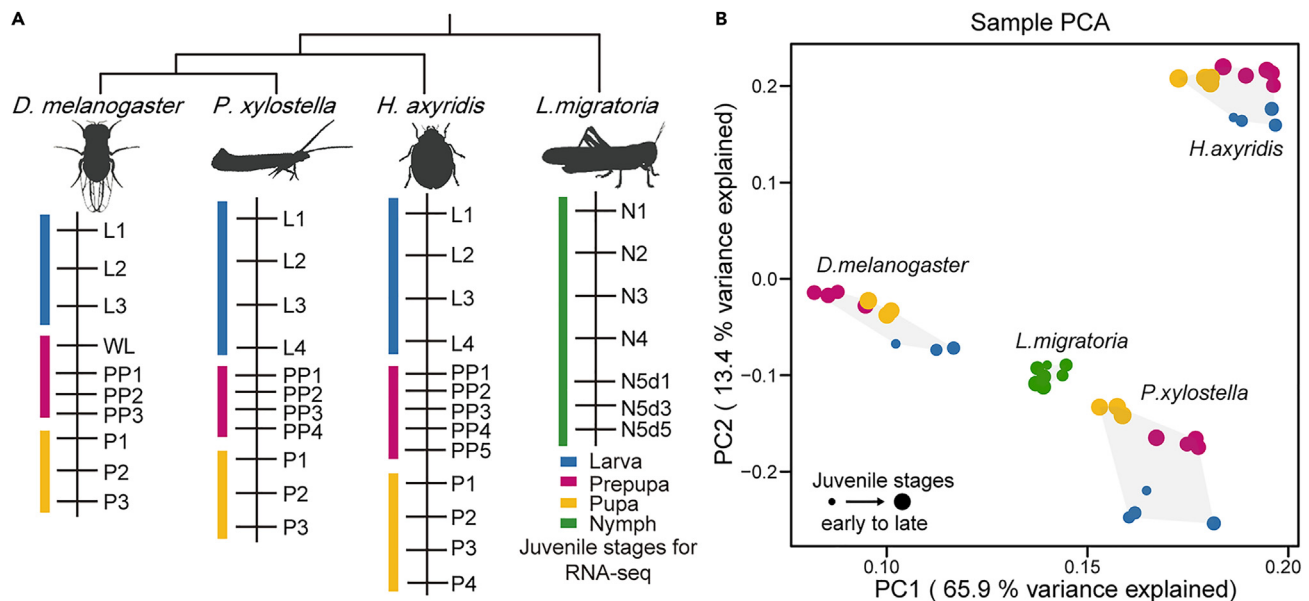 A
D. melanogaster
P. xylostella
H. axyridis
L.migratoria
L1
L2
L3
WL
PP1
PP2
PP3
P1
P2
P3
L1
L2
L3
L4
PP1
PP2
PP3
PP4
P1
P2
P3
L1
L2
L3
L4
PP1
PP2
PP3
PP4
PP5
P1
P2
P3
P4
N1
N2
N3
N4
N5d1
N5d3
N5d5
Larva
Prepupa
Pupa
Nymph
Juvenile stages for
RNA-seq
B
Sample PCA
PC2 ( 13.4 % variance explained)
0.2
0.1
0.0
−0.1
−0.2
H.axyridis
D.melanogaster
L.migratoria
P.xylostella
Juvenile stages
early to late
0.10
0.15
0.20
PC1 ( 65.9 % variance explained)